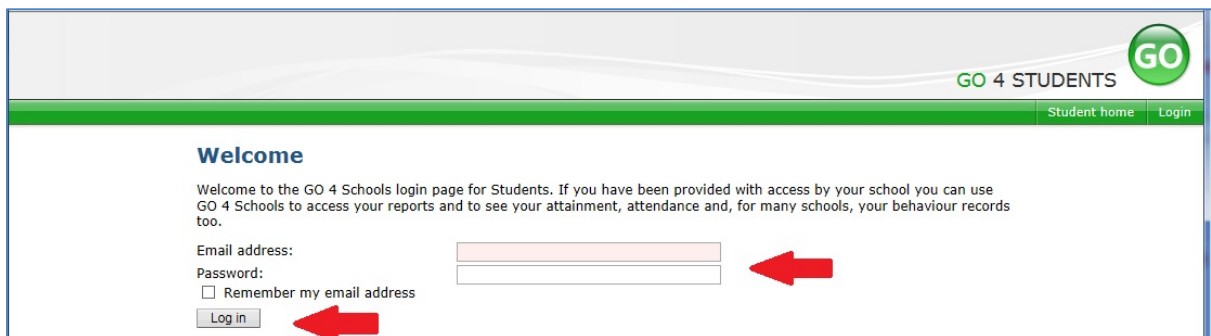 GO
GO 4 STUDENTS
Student home Login
Welcome
Welcome to the GO 4 Schools login page for Students. If you have been provided with access by your school you can use
GO 4 Schools to access your reports and to see your attainment, attendance and, for many schools, your behaviour records
too.
Email address:
Password:
Remember my email address
Log in